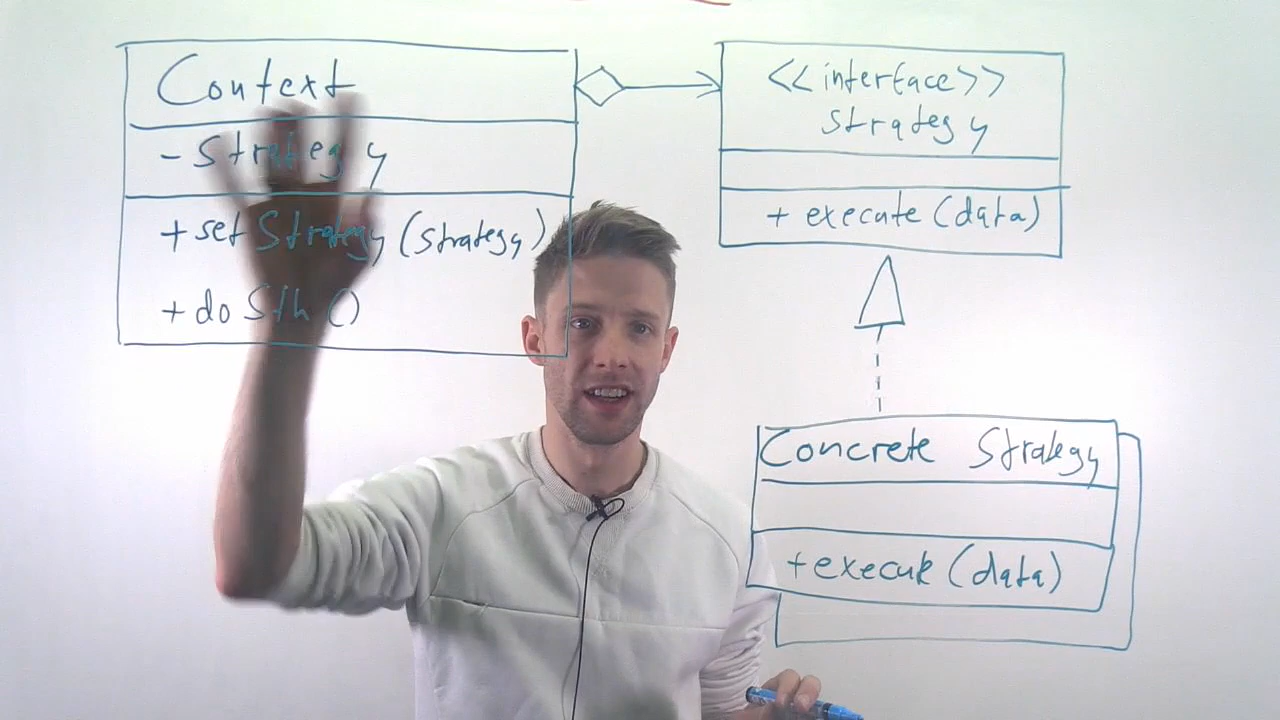 Context
- Strategy
+ set Strategy (strategy)
+ do Sth ()
<<interface>>
Strategy
+ execute (data)
Concrete Strategy
+ execute (data)